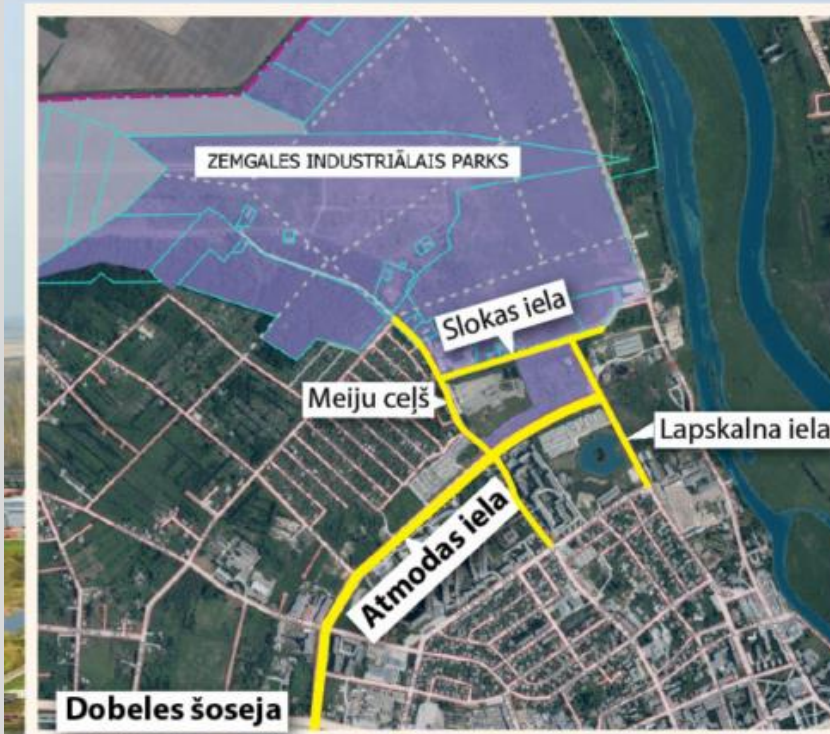 ZEMGALES INDUSTRIĀLAIS PARKS
Slokas iela
Meiju ceļš
Lapskalna iela
Atmodas iela
Dobeles šoseja